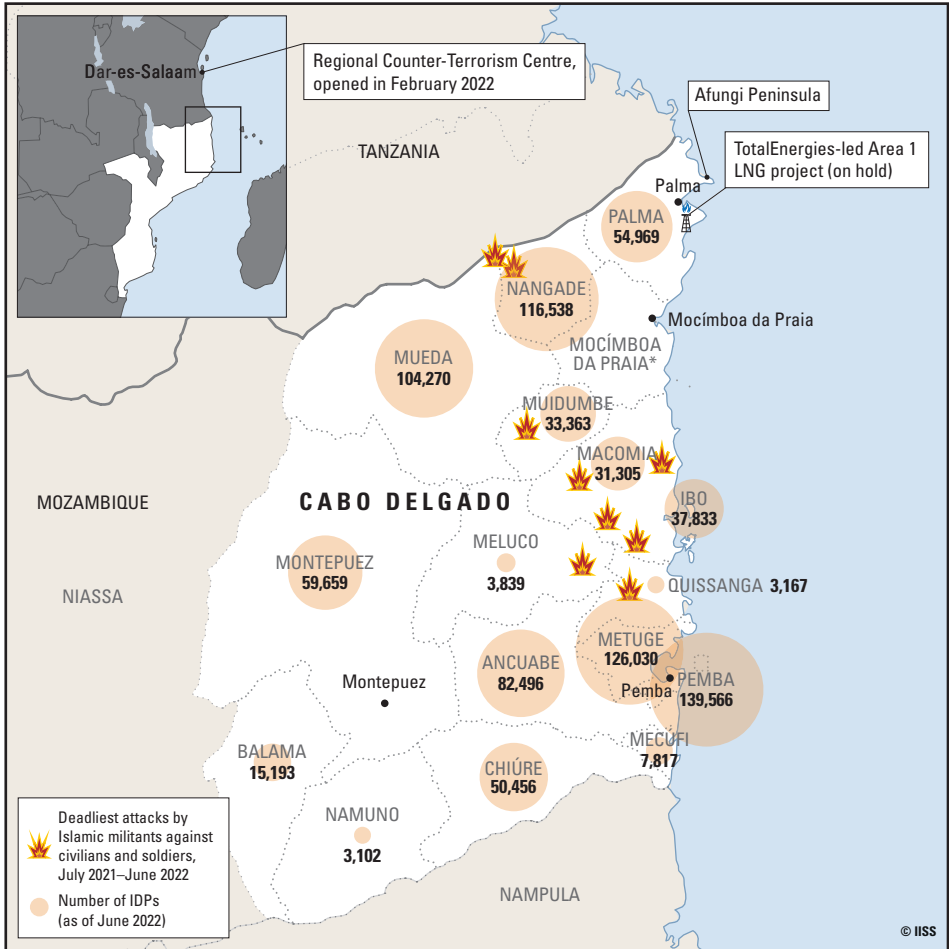 Dar-es-Salaam
Regional Counter-Terrorism Centre,
opened in February 2022
Afungi Peninsula
TANZANIA
TotalEnergies-led Area 1
LNG project (on hold)
Palma
PALMA
54,969
NANGADE
116,538
Mocímboa da Praia
MOCÍMBOA
DA PRAIA*
MUEDA
104,270
MUIDUMBE
33,363
MACOMIA
31,305
MOZAMBIQUE
CABO DELGADO
IBO
37,833
MELUCO
3,839
MONTEPUEZ
59,659
QUISSANGA 3,167
NIASSA
METUGE
126,030
ANCUABE
82,496
Pemba
PEMBA
139,566
Montepuez
MECÚFI
7,817
BALAMA
15,193
CHIÚRE
50,456
NAMUNO
3,102
Deadliest attacks by
Islamic militants against
civilians and soldiers,
July 2021–June 2022
Number of IDPs
(as of June 2022)
NAMPULA
© IISS